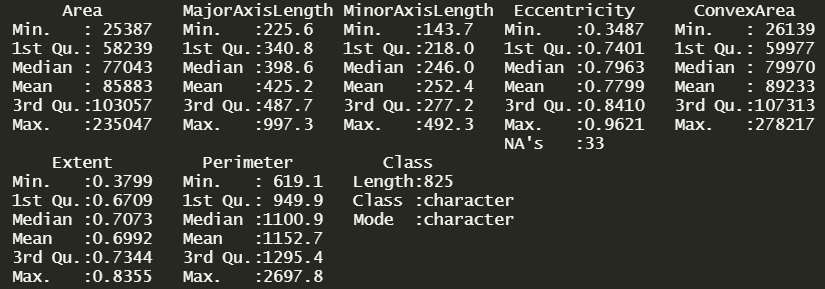 Area MajorAxisLength MinorAxisLength Eccentricity ConvexArea
Min. : 25387 Min. :225.6 Min. :143.7 Min. :0.3487 Min. : 26139
1st Qu.: 58239 1st Qu.:340.8 1st Qu.:218.0 1st Qu.:0.7401 1st Qu.: 59977
Median : 77043 Median :398.6 Median :246.0 Median :0.7963 Median : 79970
Mean : 85883 Mean :425.2 Mean :252.4 Mean :0.7799 Mean : 89233
3rd Qu.:103057 3rd Qu.:487.7 3rd Qu.:277.2 3rd Qu.:0.8410 3rd Qu.:107313
Max. :235047 Max. :997.3 Max. :492.3 Max. :0.9621 Max. :278217
NA's :33
Extent Perimeter Class
Min. :0.3799 Min. : 619.1 Length:825
1st Qu.:0.6709 1st Qu.: 949.9 Class :character
Median :0.7073 Median :1100.9 Mode :character
Mean :0.6992 Mean :1152.7
3rd Qu.:0.7344 3rd Qu.:1295.4
Max. :0.8355 Max. :2697.8